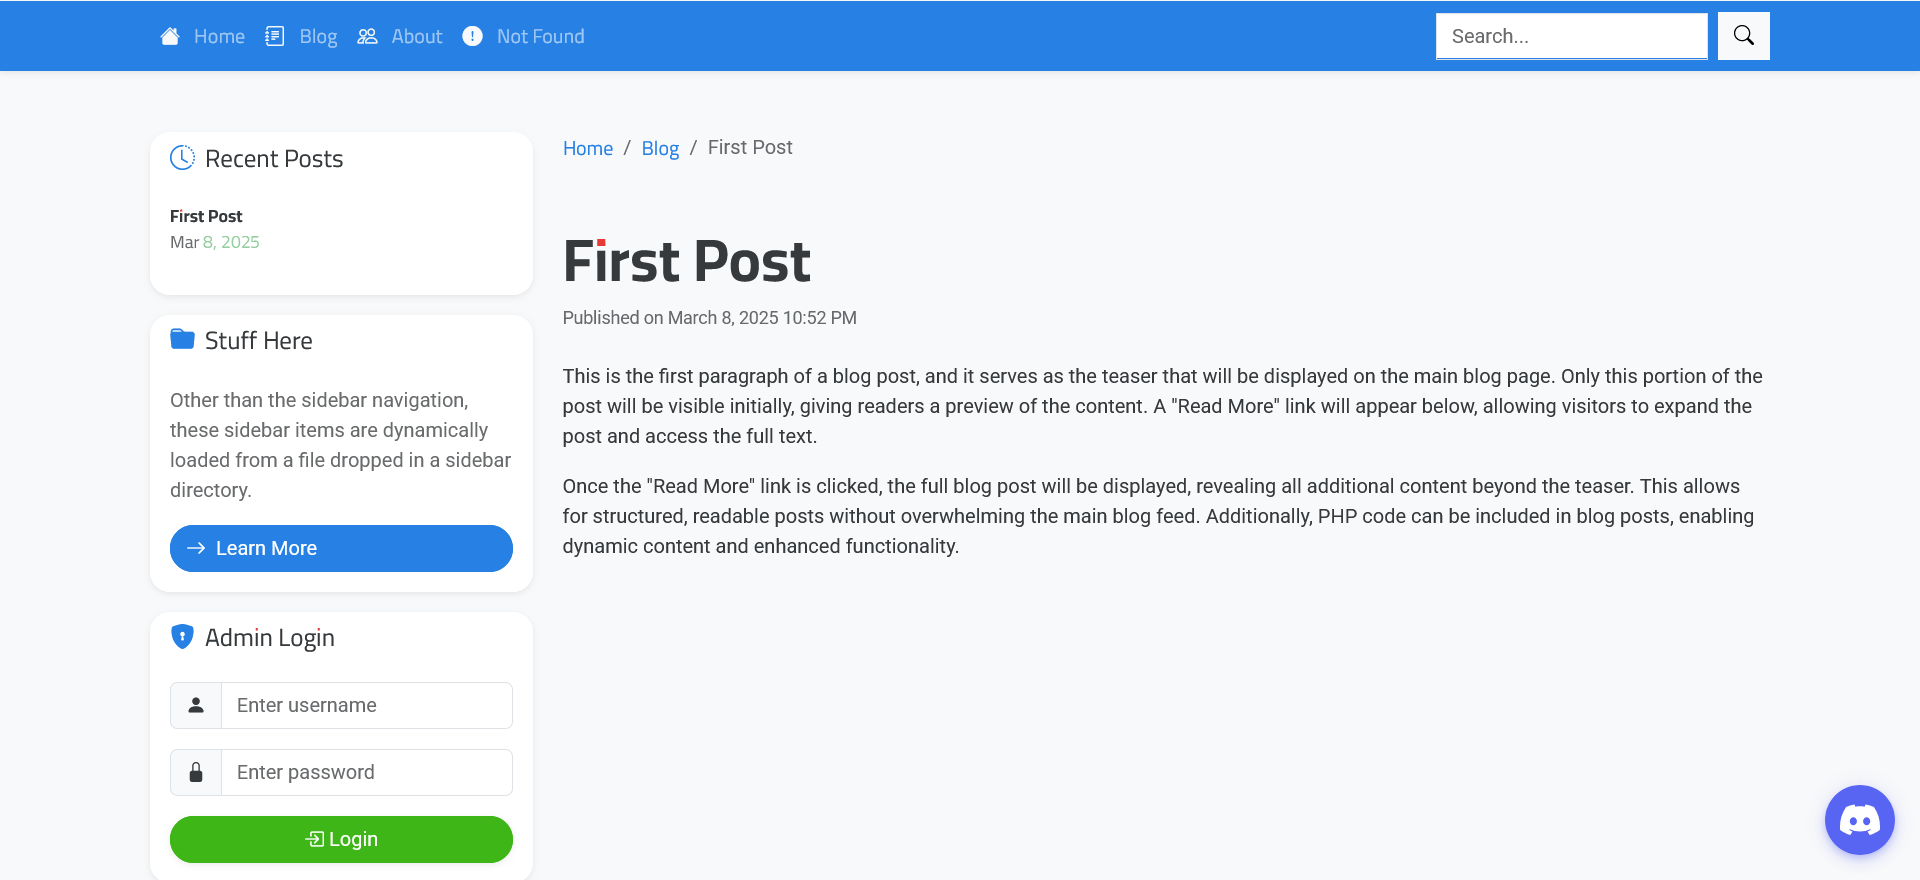 Home Blog About Not Found
Search...
Recent Posts
First Post
Mar 8, 2025
Stuff Here
Other than the sidebar navigation,
these sidebar items are dynamically
loaded from a file dropped in a sidebar
directory.
Learn More
Admin Login
Enter username
Enter password
Login
Home / Blog / First Post
First Post
Published on March 8, 2025 10:52 PM
This is the first paragraph of a blog post, and it serves as the teaser that will be displayed on the main blog page. Only this portion of the
post will be visible initially, giving readers a preview of the content. A "Read More" link will appear below, allowing visitors to expand the
post and access the full text.
Once the "Read More" link is clicked, the full blog post will be displayed, revealing all additional content beyond the teaser. This allows
for structured, readable posts without overwhelming the main blog feed. Additionally, PHP code can be included in blog posts, enabling
dynamic content and enhanced functionality.